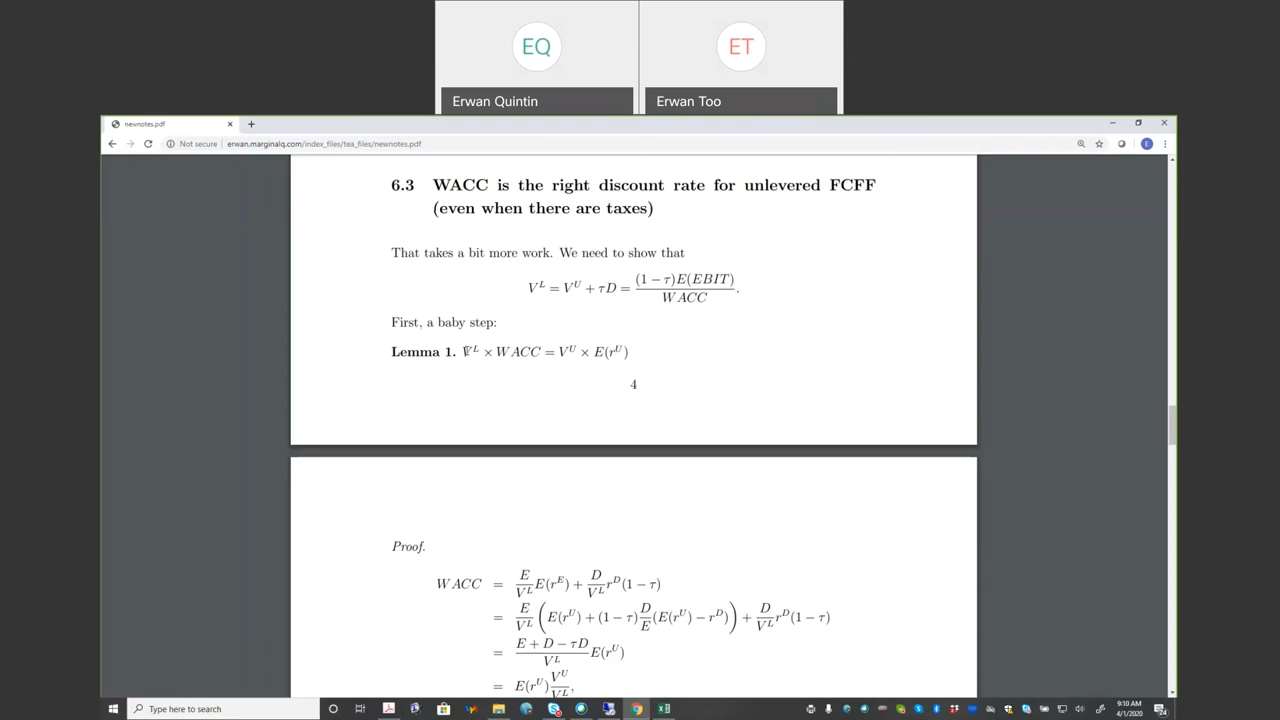 EQ
ET
Erwan Quintin
Erwan Too
newnotes.pdf
Not secure
erwan.marginalq.com/index_files/tea_files/newnotes.pdf
E
6.3 WACC is the right discount rate for unlevered FCFF
(even when there are taxes)
That takes a bit more work. We need to show that
V^L = V^U + τD = (1 − τ)E(EBIT) / WACC.
First, a baby step:
Lemma 1. V^L × WACC = V^U × E(r^U)
4
Proof.
WACC = E/V^L E(r^E) + D/V^L r^D(1 − τ)
= E/V^L (E(r^U) + (1 − τ) D/E (E(r^U) − r^D)) + D/V^L r^D(1 − τ)
= (E + D − τD)/V^L E(r^U)
= E(r^U) V^U/V^L,
Type here to search
9:10 AM
4/1/2020